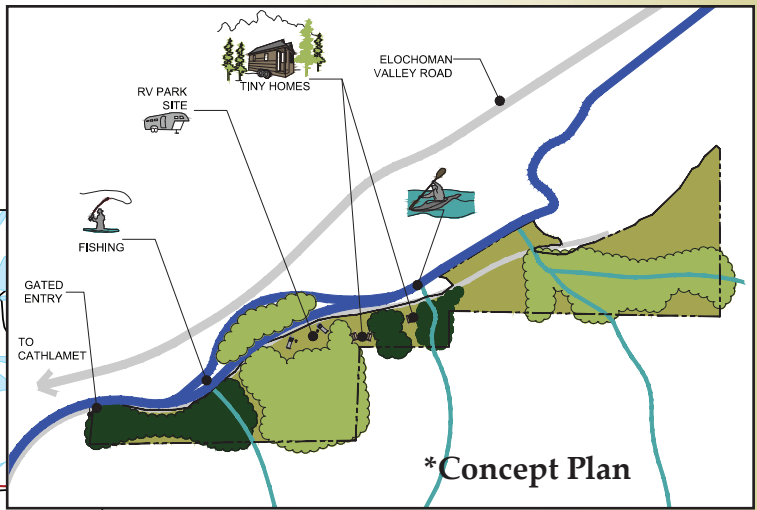 TINY HOMES
ELOCHOMAN
VALLEY ROAD
RV PARK
SITE
FISHING
GATED
ENTRY
TO
CATHLAMET
*Concept Plan